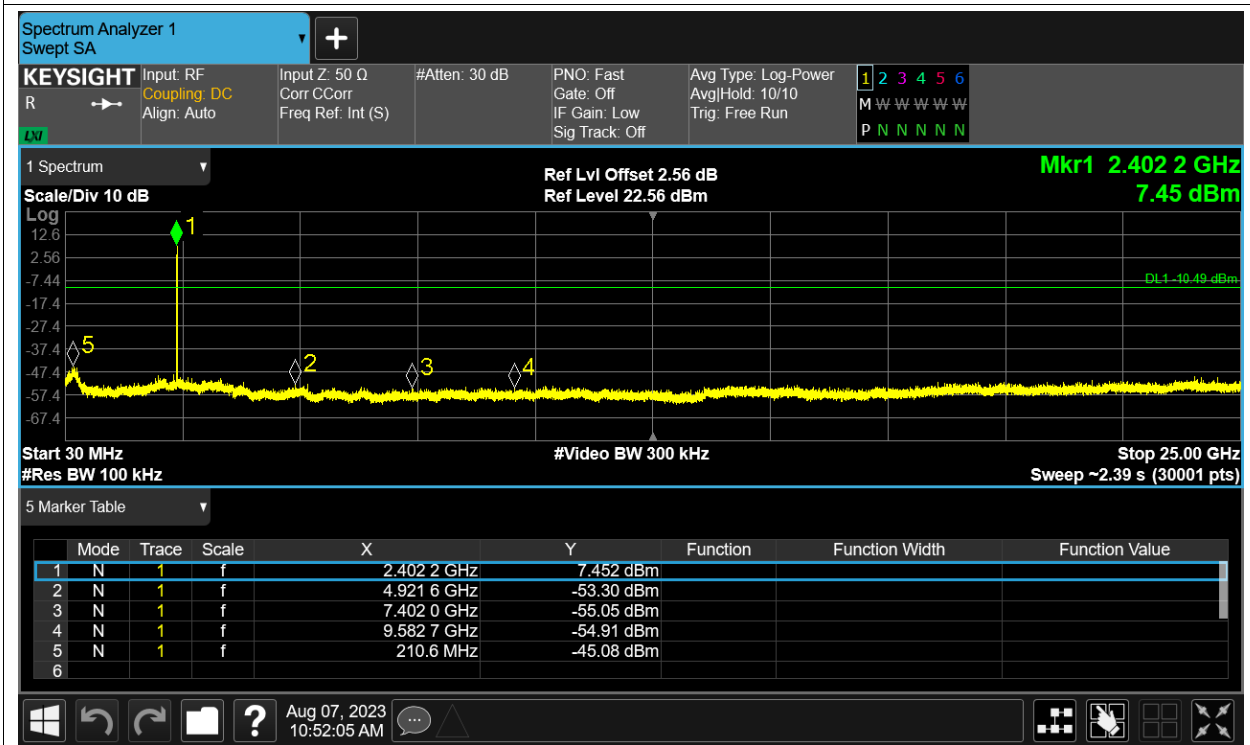 Spectrum Analyzer 1
Swept SA
KEYSIGHT
R
LXI
Input: RF
Coupling: DC
Align: Auto
Input Z: 50 Ω
Corr CCorr
Freq Ref: Int (S)
#Atten: 30 dB
PNO: Fast
Gate: Off
IF Gain: Low
Sig Track: Off
Avg Type: Log-Power
Avg|Hold: 10/10
Trig: Free Run
1 2 3 4 5 6
M W W W W W W
P N N N N N N
1 Spectrum
Scale/Div 10 dB
Ref Lvl Offset 2.56 dB
Ref Level 22.56 dBm
Mkr1 2.402 2 GHz
7.45 dBm
Log
12.6
2.56
-7.44
-17.4
-27.4
-37.4
-47.4
-57.4
-67.4
1
5
2
3
4
DL1 -10.49 dBm
Start 30 MHz
#Video BW 300 kHz
Stop 25.00 GHz
#Res BW 100 kHz
Sweep ~2.39 s (30001 pts)
5 Marker Table
Mode Trace Scale X Y Function Function Width Function Value
1 N 1 f 2.402 2 GHz 7.452 dBm
2 N 1 f 4.921 6 GHz -53.30 dBm
3 N 1 f 7.402 0 GHz -55.05 dBm
4 N 1 f 9.582 7 GHz -54.91 dBm
5 N 1 f 210.6 MHz -45.08 dBm
6
?
Aug 07, 2023
10:52:05 AM